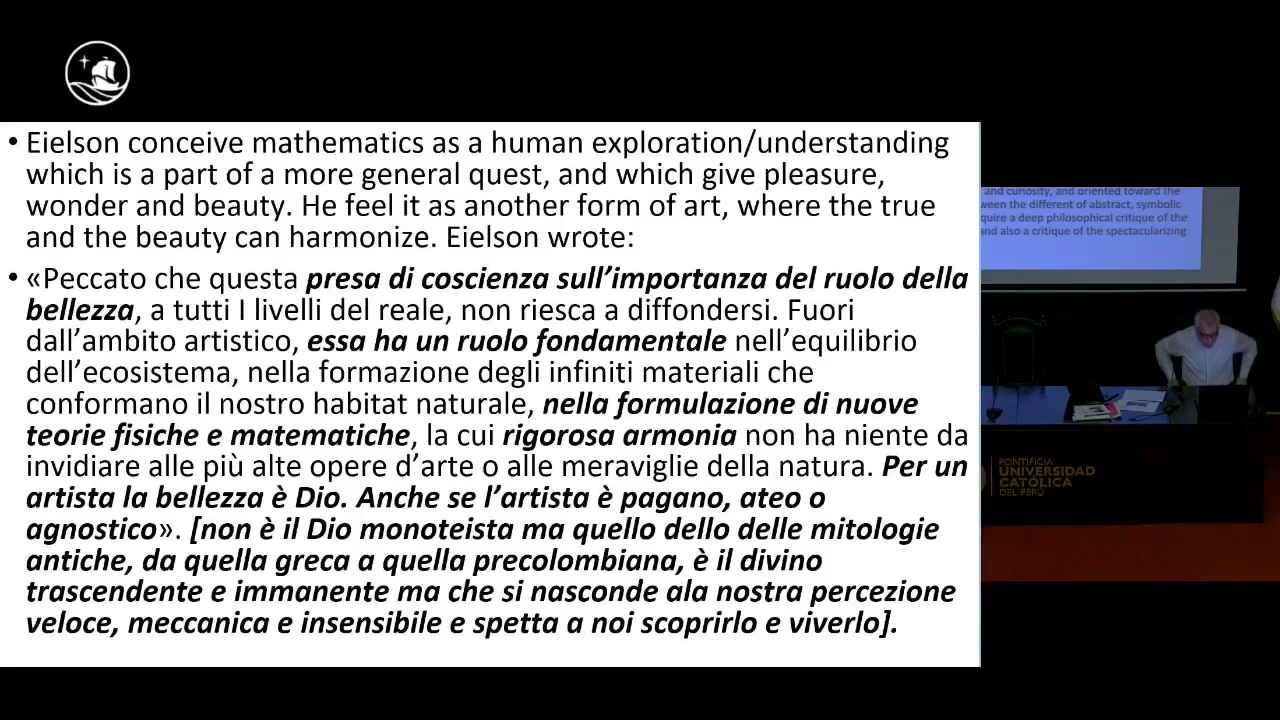 • Eielson conceive mathematics as a human exploration/understanding
which is a part of a more general quest, and which give pleasure,
wonder and beauty. He feel it as another form of art, where the true
and the beauty can harmonize. Eielson wrote:
• «Peccato che questa presa di coscienza sull’importanza del ruolo della
bellezza, a tutti I livelli del reale, non riesca a diffondersi. Fuori
dall’ambito artistico, essa ha un ruolo fondamentale nell’equilibrio
dell’ecosistema, nella formazione degli infiniti materiali che
conformano il nostro habitat naturale, nella formulazione di nuove
teorie fisiche e matematiche, la cui rigorosa armonia non ha niente da
invidiare alle più alte opere d’arte o alle meraviglie della natura. Per un
artista la bellezza è Dio. Anche se l’artista è pagano, ateo o
agnostico». [non è il Dio monoteista ma quello dello delle mitologie
antiche, da quella greca a quella precolombiana, è il divino
trascendente e immanente ma che si nasconde ala nostra percezione
veloce, meccanica e insensibile e spetta a noi scoprirlo e viverlo].
and curiosity, and oriented toward the
ween the different of abstract, symbolic
quire a deep philosophical critique of the
and also a critique of the spectacularizing
PONTIFICIA
UNIVERSIDAD
CATÓLICA
DEL PERÚ